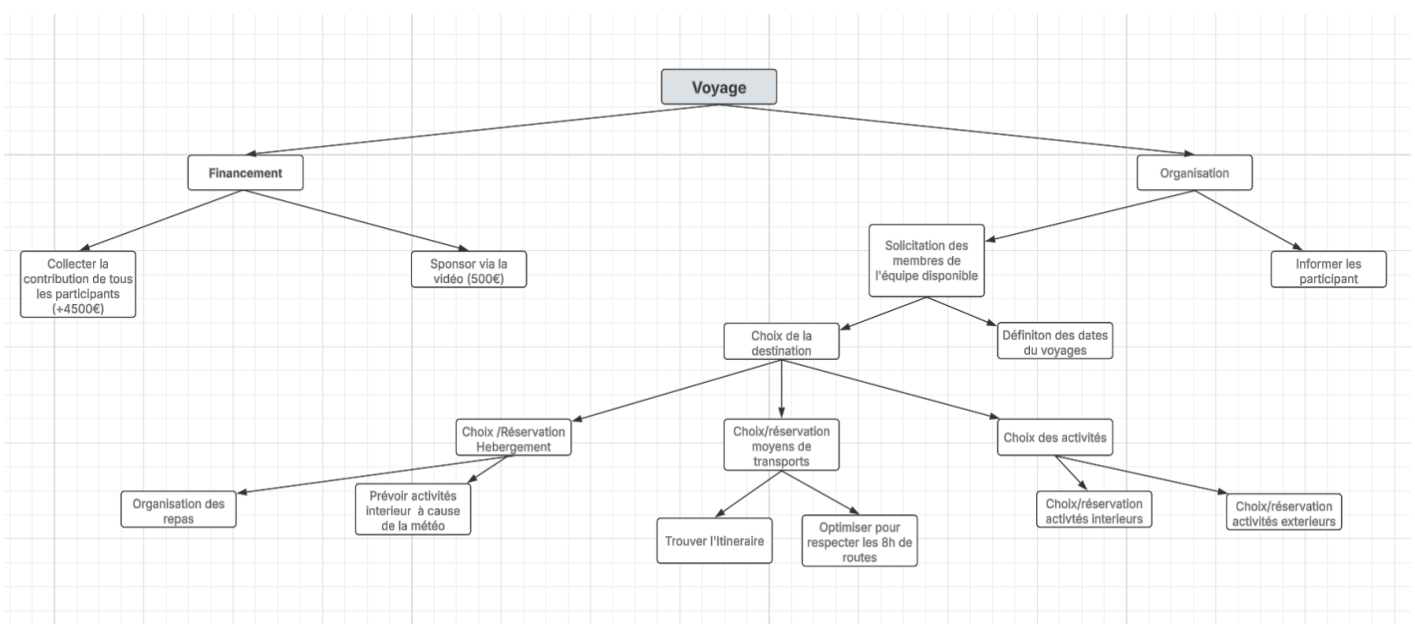 Voyage
Financement
Organisation
Collecter la
contribution de tous
les participants
(+4500€)
Sponsor via la
vidéo (500€)
Solicitation des
membres de
l'équipe disponible
Informer les
participant
Choix de la
destination
Définiton des dates
du voyages
Choix /Réservation
Hebergement
Choix/réservation
moyens de
transports
Choix des activités
Organisation des
repas
Prévoir activités
interieur à cause
de la météo
Trouver l'Itineraire
Optimiser pour
respecter les 8h de
routes
Choix/réservation
activtés interieurs
Choix/réservation
activités exterieurs